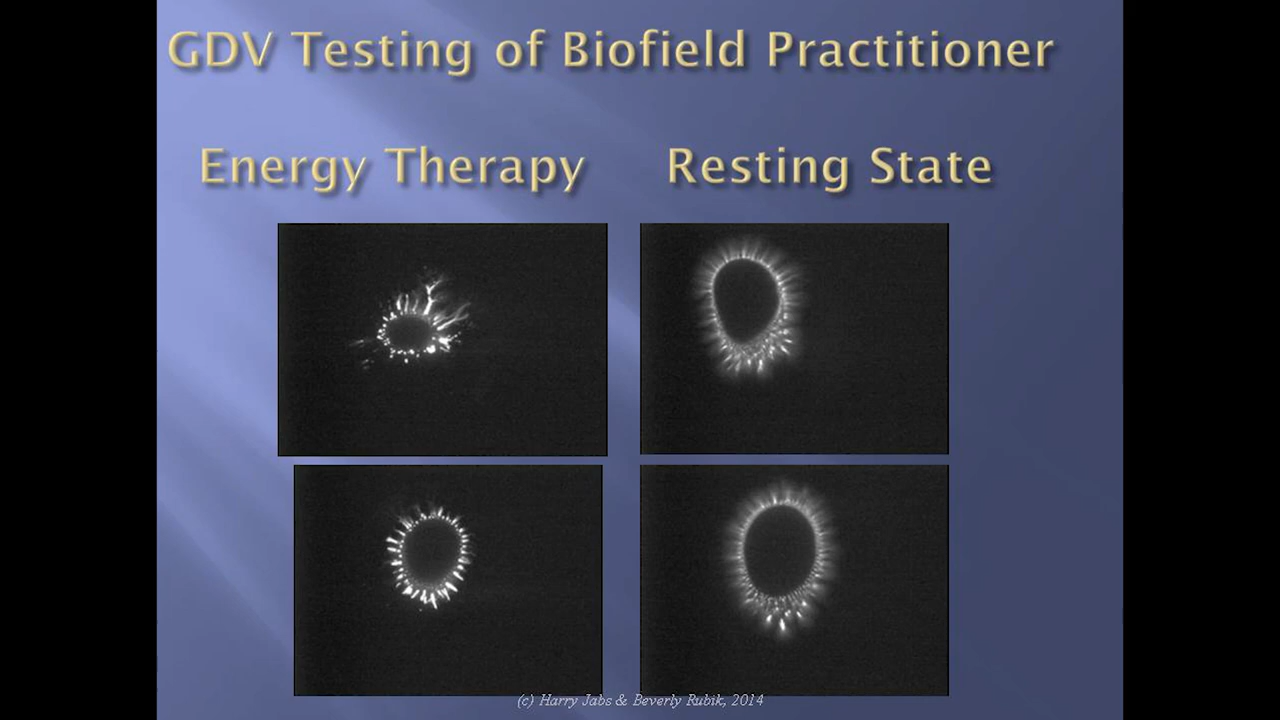 GDV Testing of Biofield Practitioner
Energy Therapy Resting State
(c) Harry Jabs & Beverly Rubik, 2014